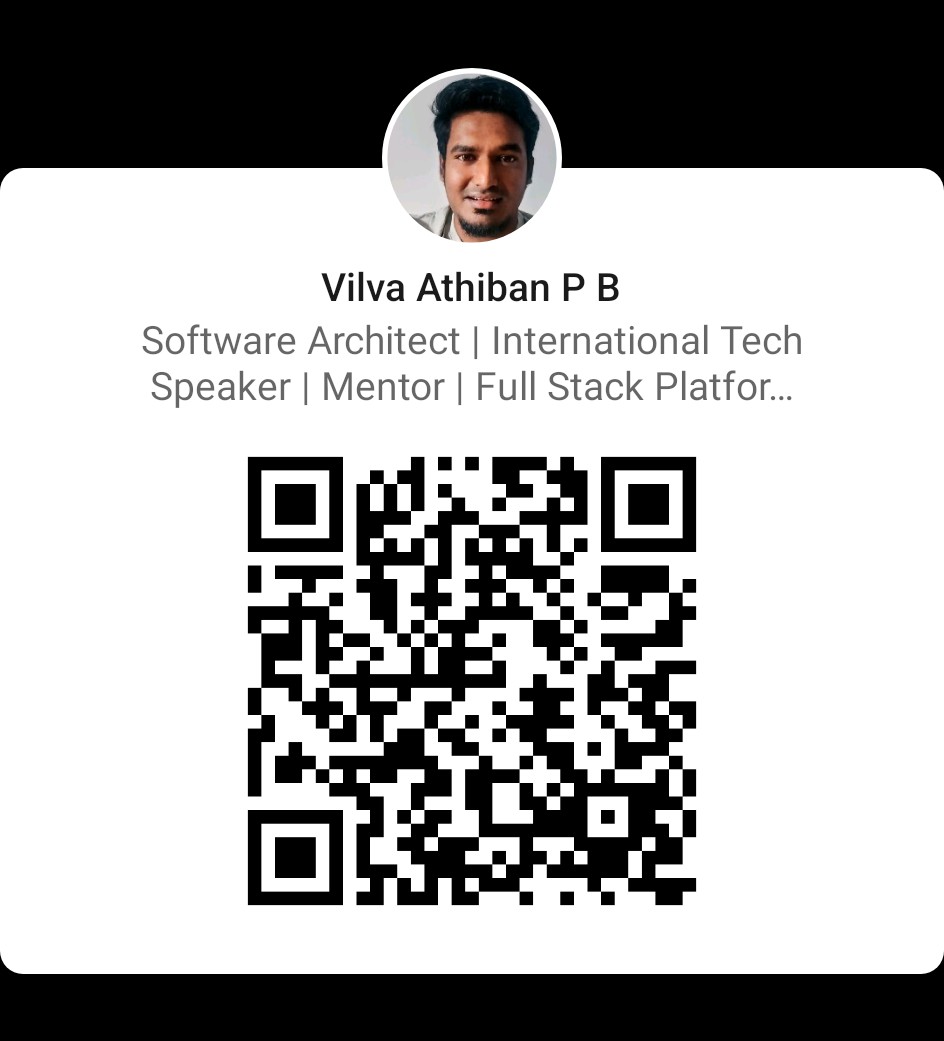 Vilva Athiban P B
Software Architect | International Tech
Speaker | Mentor | Full Stack Platfor...